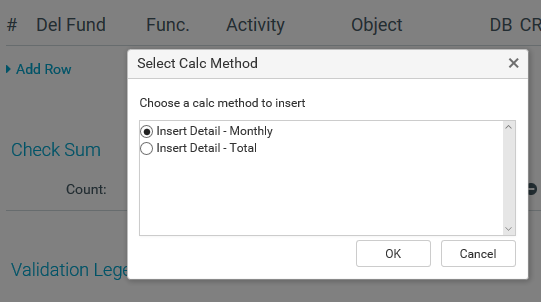 # Del Fund Func. Activity Object DB CR
Select Calc Method
Add Row
Choose a calc method to insert
Insert Detail - Monthly
Insert Detail - Total
Check Sum
Count:
OK Cancel
Validation